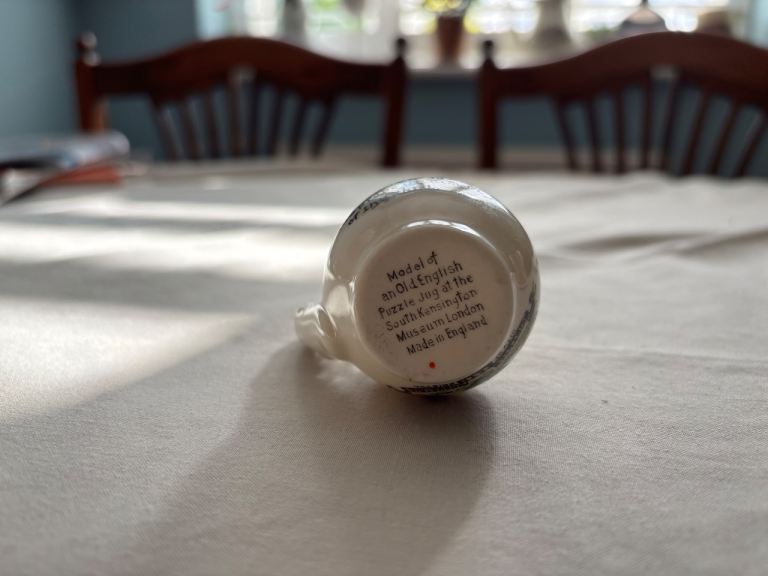 Model of
an Old English
Puzzle Jug at the
South Kensington
Museum London
Made in England